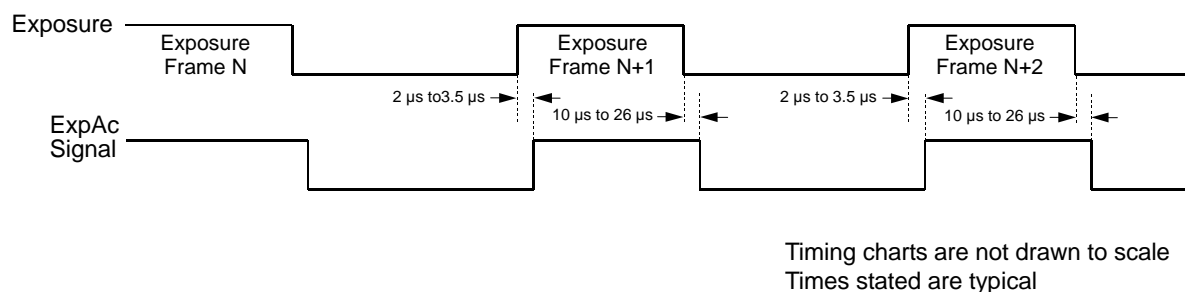 Exposure
Exposure
Frame N
Exposure
Frame N+1
Exposure
Frame N+2
2 µs to3.5 µs
10 µs to 26 µs
2 µs to 3.5 µs
10 µs to 26 µs
ExpAc
Signal
Timing charts are not drawn to scale
Times stated are typical